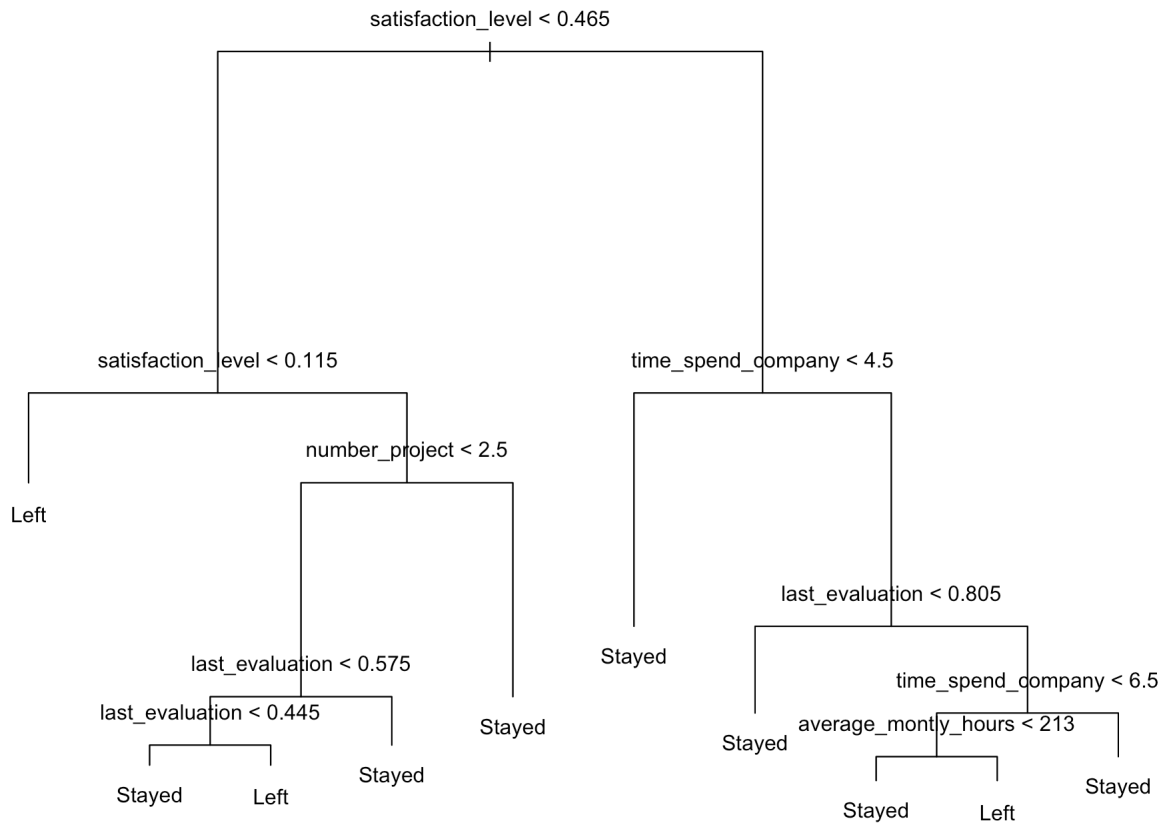 satisfaction_level < 0.465
satisfaction_level < 0.115
time_spend_company < 4.5
number_project < 2.5
Left
last_evaluation < 0.805
Stayed
last_evaluation < 0.575
time_spend_company < 6.5
last_evaluation < 0.445
average_montly_hours < 213
Stayed
Stayed
Stayed
Stayed
Stayed
Left
Stayed
Left